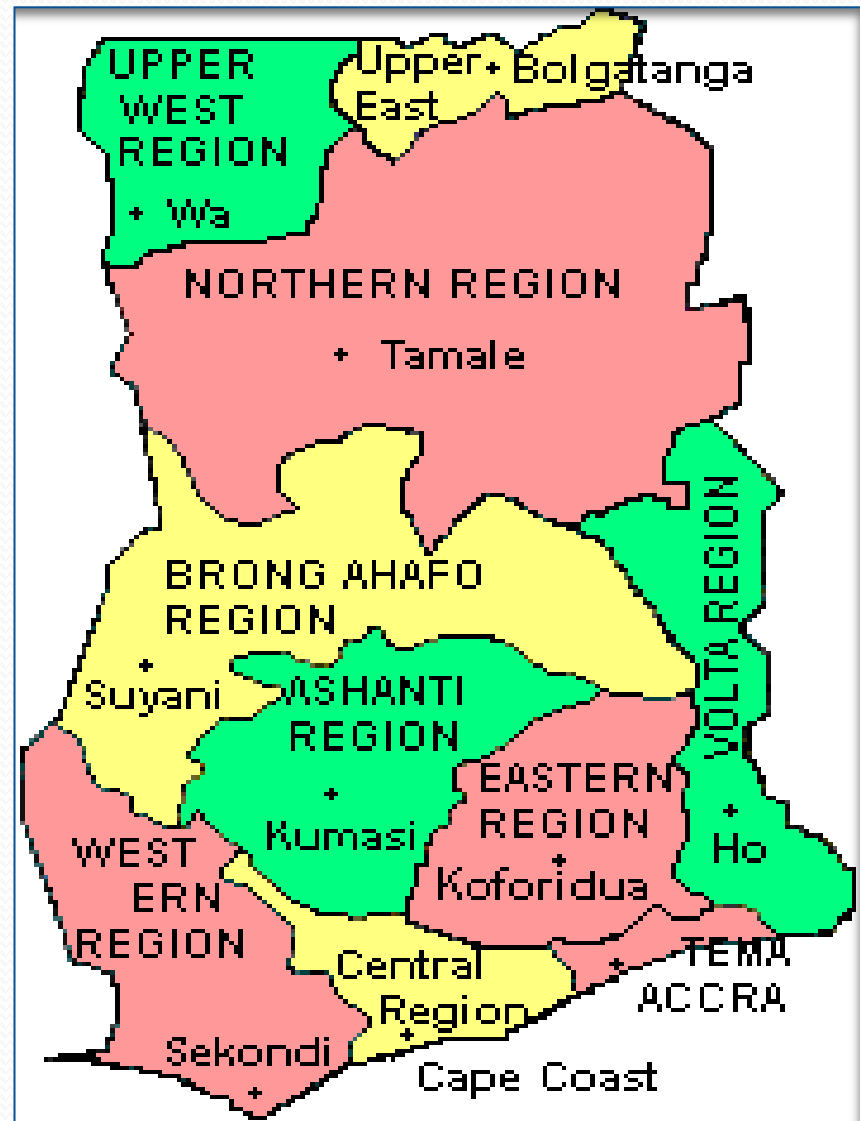 UPPER
WEST
REGION
Wa
Upper
East
Bolgatanga
NORTHERN REGION
Tamale
BRONG AHAFO
REGION
Suyani
ASHANTI
REGION
Kumasi
VOLTA REGION
Ho
EASTERN
REGION
Koforidua
WEST
ERN
REGION
Sekondi
Central
Region
Cape Coast
TEMA
ACCRA